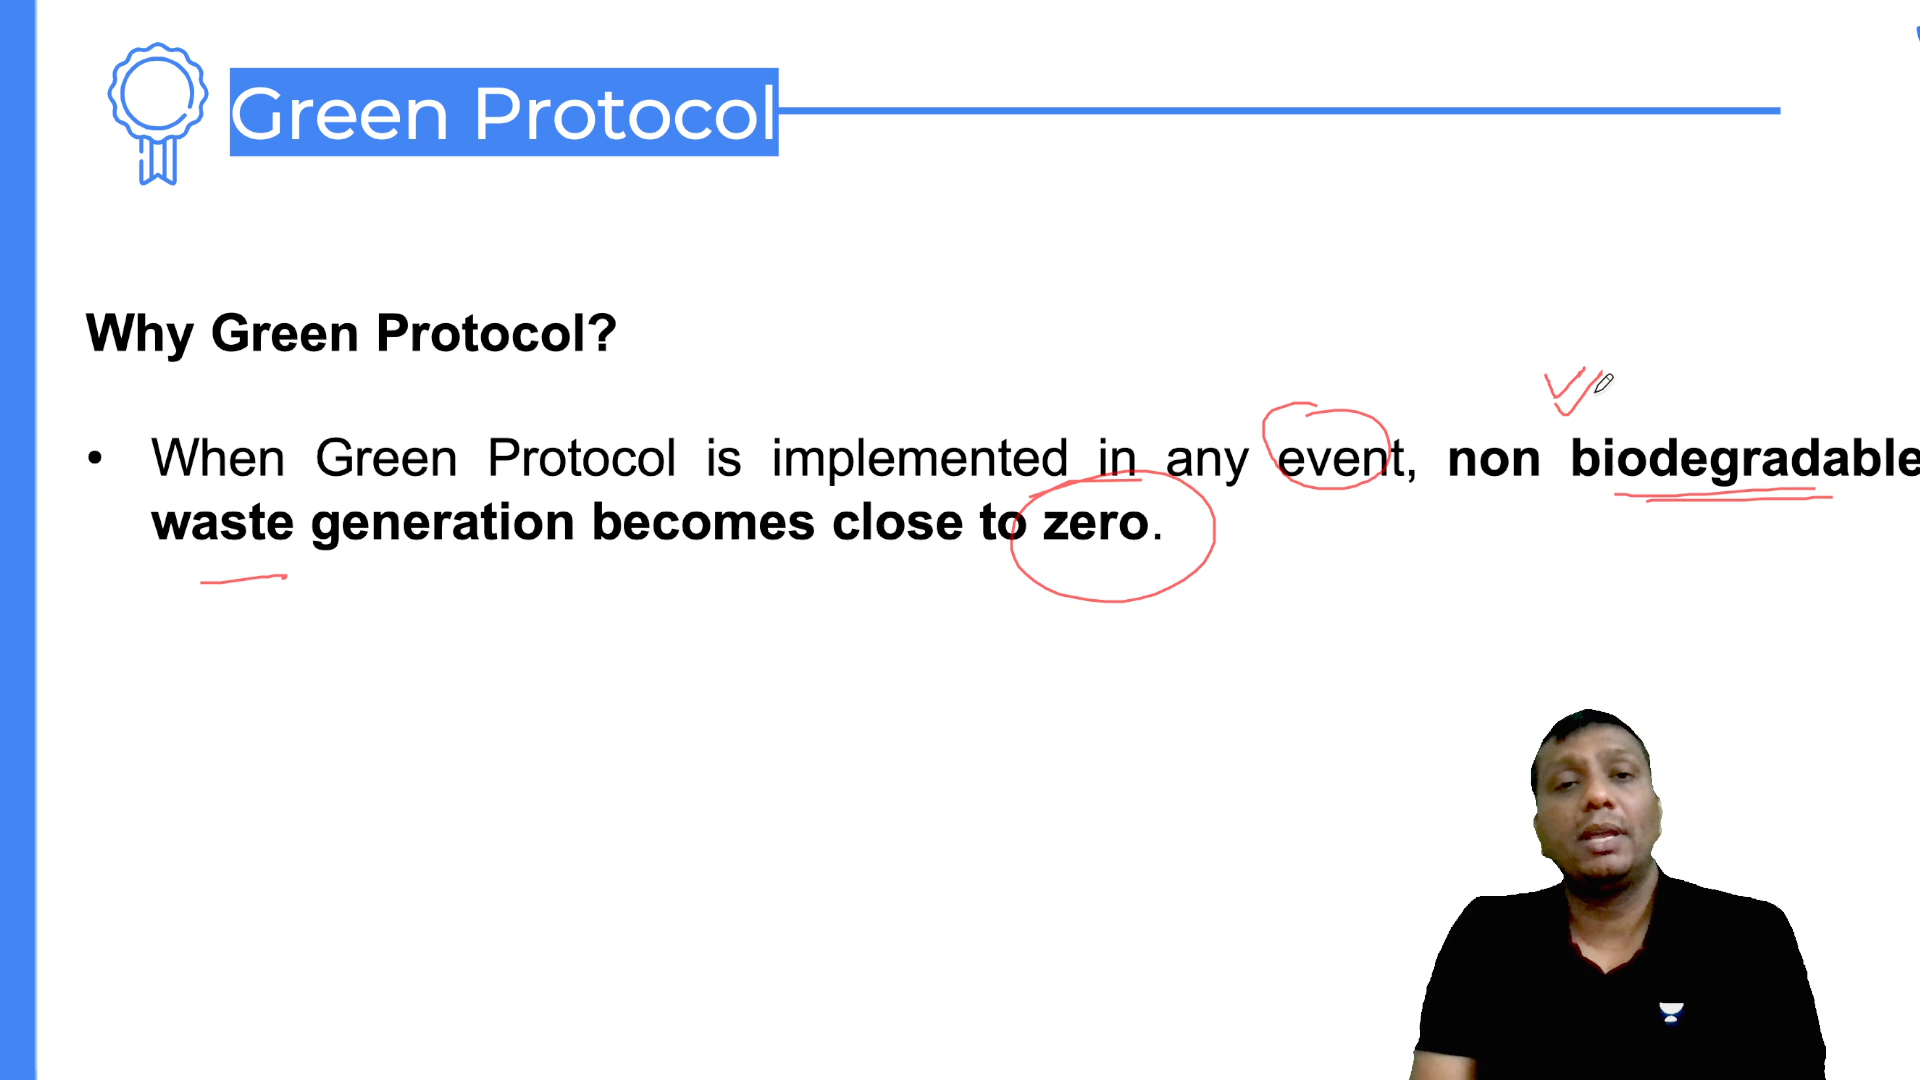 Green Protocol
Why Green Protocol?
• When Green Protocol is implemented in any event, non biodegradable
waste generation becomes close to zero.